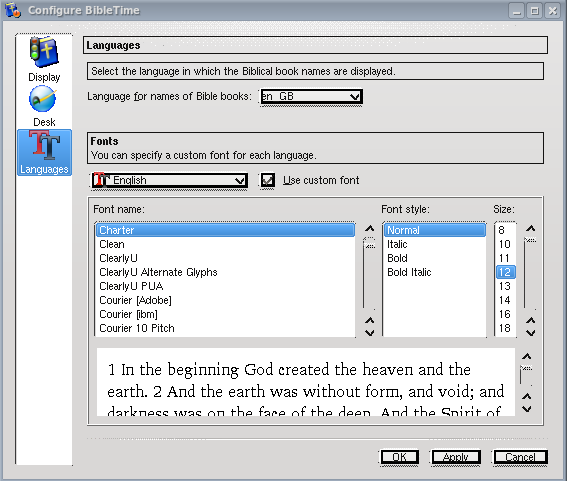 Configure BibleTime
Display
Desk
Languages
Languages
Select the language in which the Biblical book names are displayed.
Language for names of Bible books: en_GB
Fonts
You can specify a custom font for each language.
English Use custom font
Font name:
Charter
Clean
ClearlyU
ClearlyU Alternate Glyphs
ClearlyU PUA
Courier [Adobe]
Courier [ibm]
Courier 10 Pitch
Font style:
Normal
Italic
Bold
Bold Italic
Size:
8
10
11
12
13
14
16
18
1 In the beginning God created the heaven and the
earth. 2 And the earth was without form, and void; and
darkness was on the face of the deep. And the Spirit of
OK Apply Cancel